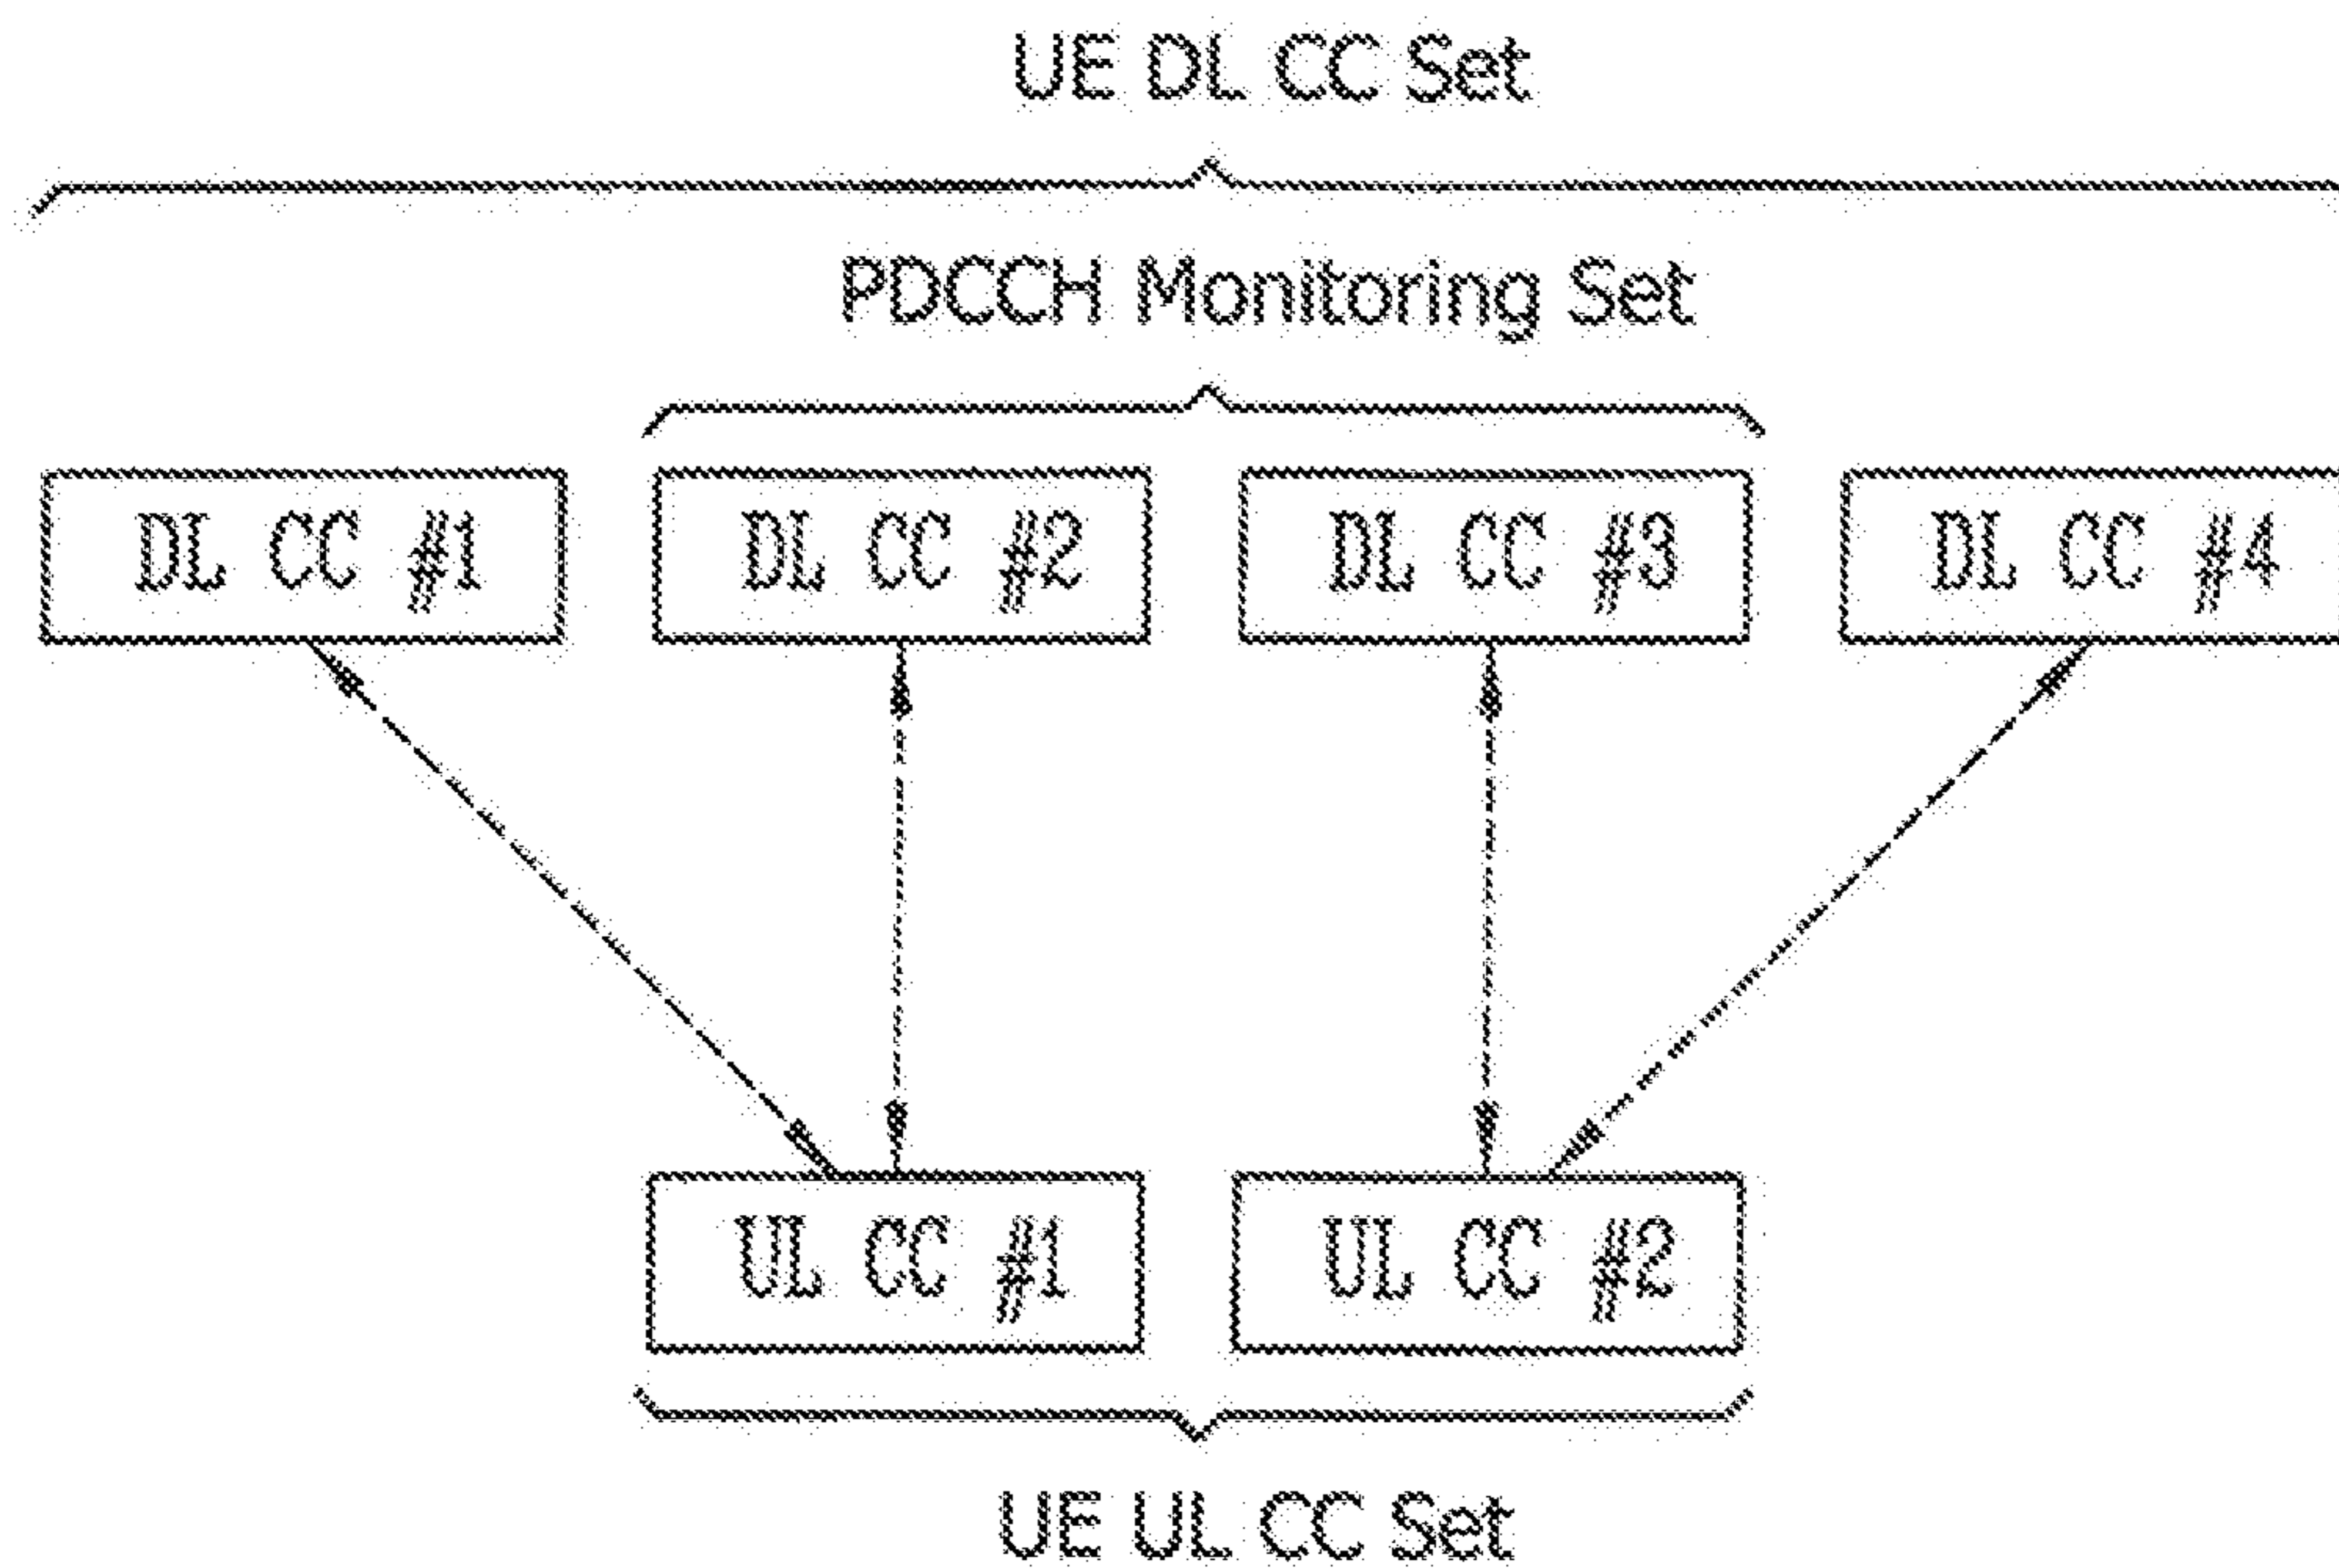 UE DL CC Set
PDCCH Monitoring Set
DL CC #1
DL CC #2
DL CC #3
DL CC #4
UL CC #1
UL CC #2
UE UL CC Set